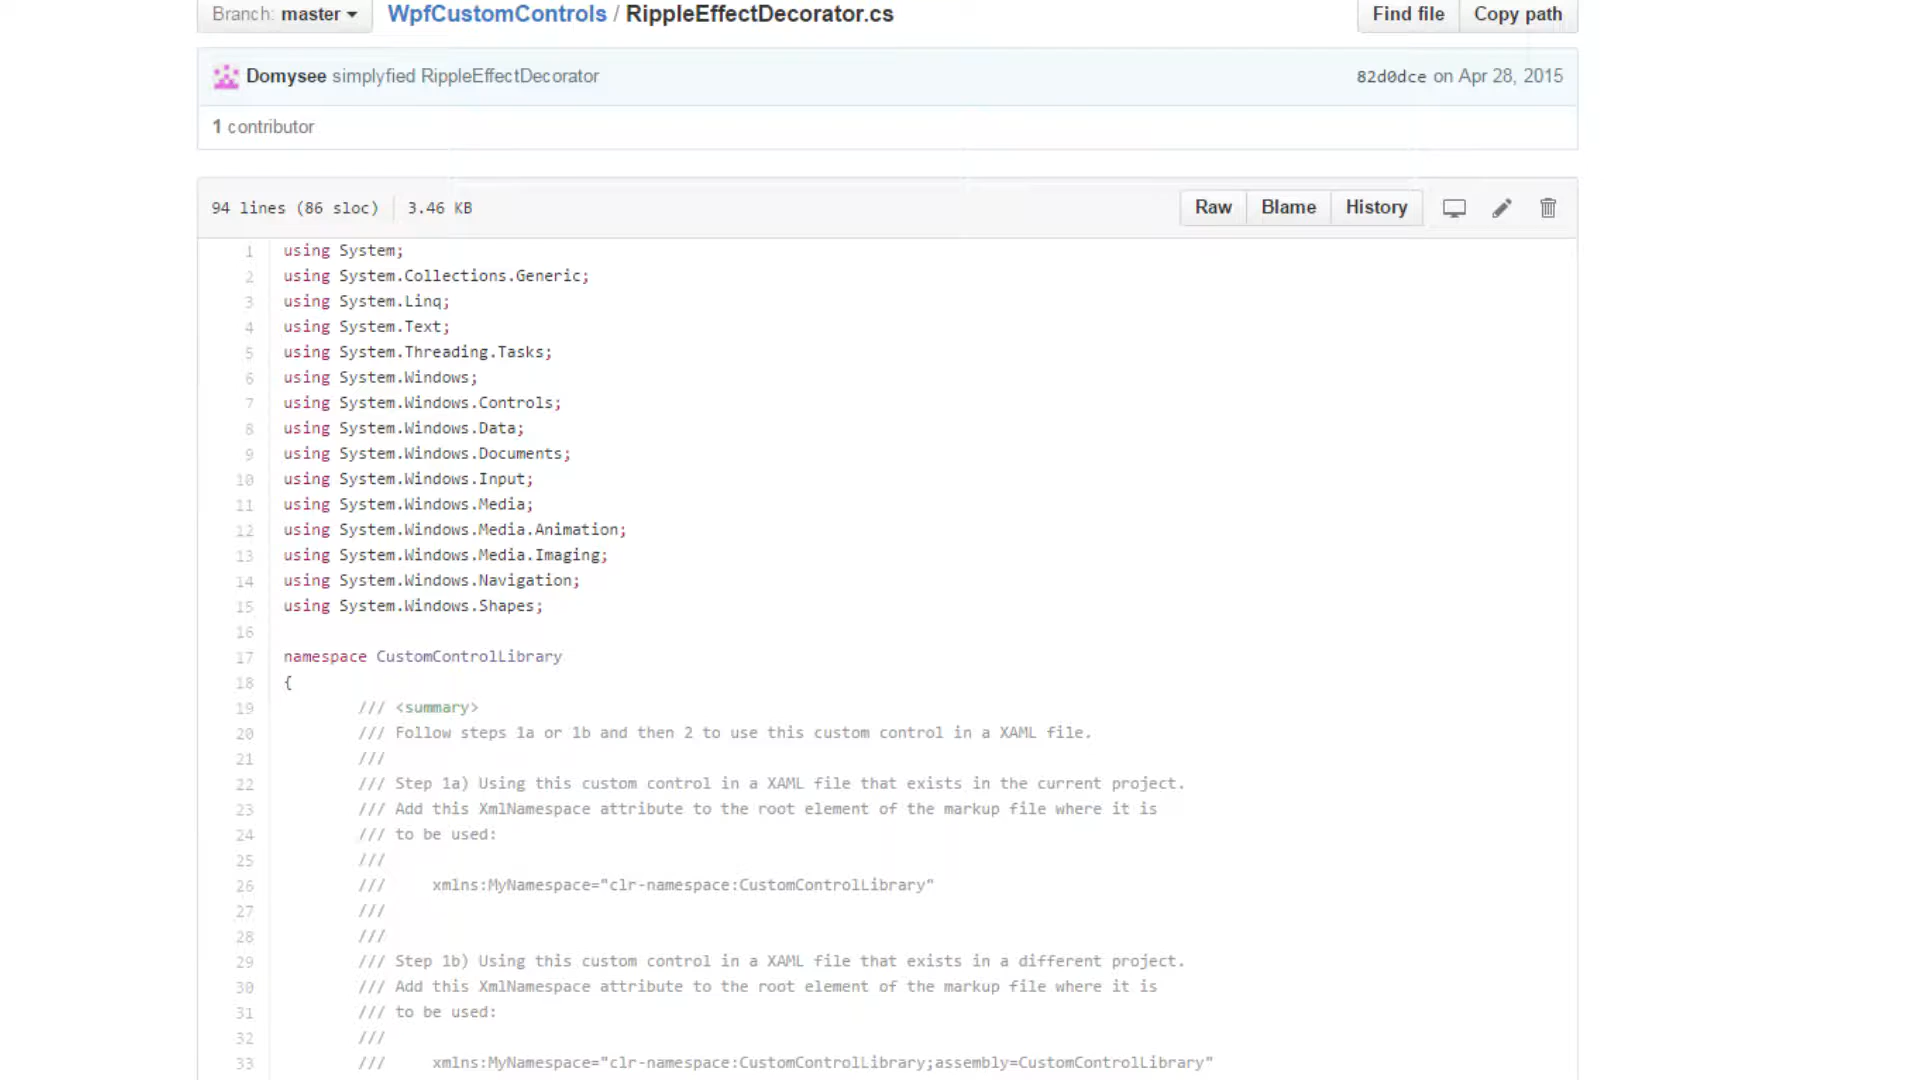 Branch: master WpfCustomControls / RippleEffectDecorator.cs Find file Copy path
Domysee simplyfied RippleEffectDecorator 82d0dce on Apr 28, 2015
1 contributor
94 lines (86 sloc) 3.46 KB Raw Blame History
1 using System;
2 using System.Collections.Generic;
3 using System.Linq;
4 using System.Text;
5 using System.Threading.Tasks;
6 using System.Windows;
7 using System.Windows.Controls;
8 using System.Windows.Data;
9 using System.Windows.Documents;
10 using System.Windows.Input;
11 using System.Windows.Media;
12 using System.Windows.Media.Animation;
13 using System.Windows.Media.Imaging;
14 using System.Windows.Navigation;
15 using System.Windows.Shapes;
16
17 namespace CustomControlLibrary
18 {
19 /// <summary>
20 /// Follow steps 1a or 1b and then 2 to use this custom control in a XAML file.
21 ///
22 /// Step 1a) Using this custom control in a XAML file that exists in the current project.
23 /// Add this XmlNamespace attribute to the root element of the markup file where it is
24 /// to be used:
25 ///
26 /// xmlns:MyNamespace="clr-namespace:CustomControlLibrary"
27 ///
28 ///
29 /// Step 1b) Using this custom control in a XAML file that exists in a different project.
30 /// Add this XmlNamespace attribute to the root element of the markup file where it is
31 /// to be used:
32 ///
33 /// xmlns:MyNamespace="clr-namespace:CustomControlLibrary;assembly=CustomControlLibrary"